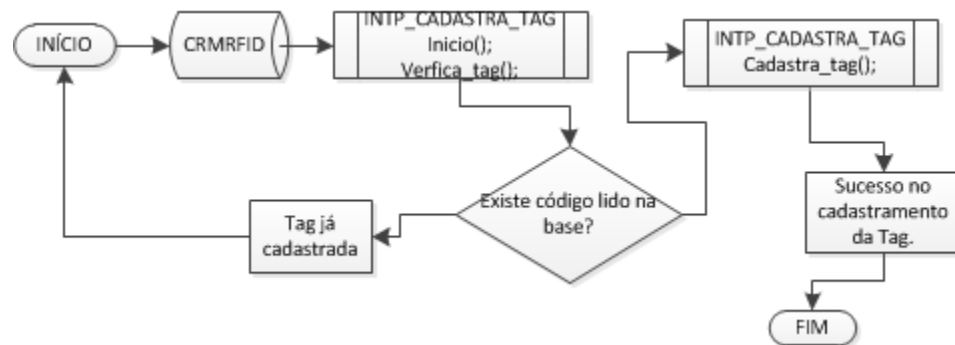 INÍCIO
CRMRFID
INTP_CADASTRA_TAG
Inicio();
Verfica_tag();
INTP_CADASTRA_TAG
Cadastra_tag();
Existe código lido na
base?
Tag já
cadastrada
Sucesso no
cadastramento
da Tag.
FIM